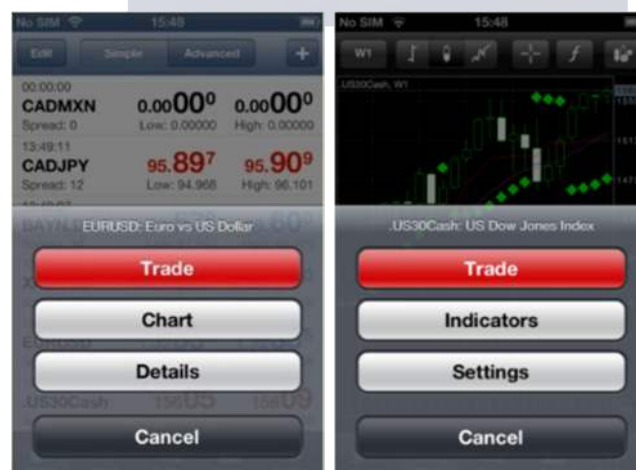 No SIM 15:48
Edit Simple Advanced +
00:00:00
CADMXN 0.00000 0.00000
Spread: 0 Low: 0.00000 High: 0.00000
13:49:11
CADJPY 95.897 95.909
Spread: 12 Low: 94.968 High: 96.101
EURUSD: Euro vs US Dollar
Trade
Chart
Details
.US30Cash
Cancel
No SIM 15:48
W1 f
.US30Cash, W1
.US30Cash: US Dow Jones Index
Trade
Indicators
Settings
Cancel